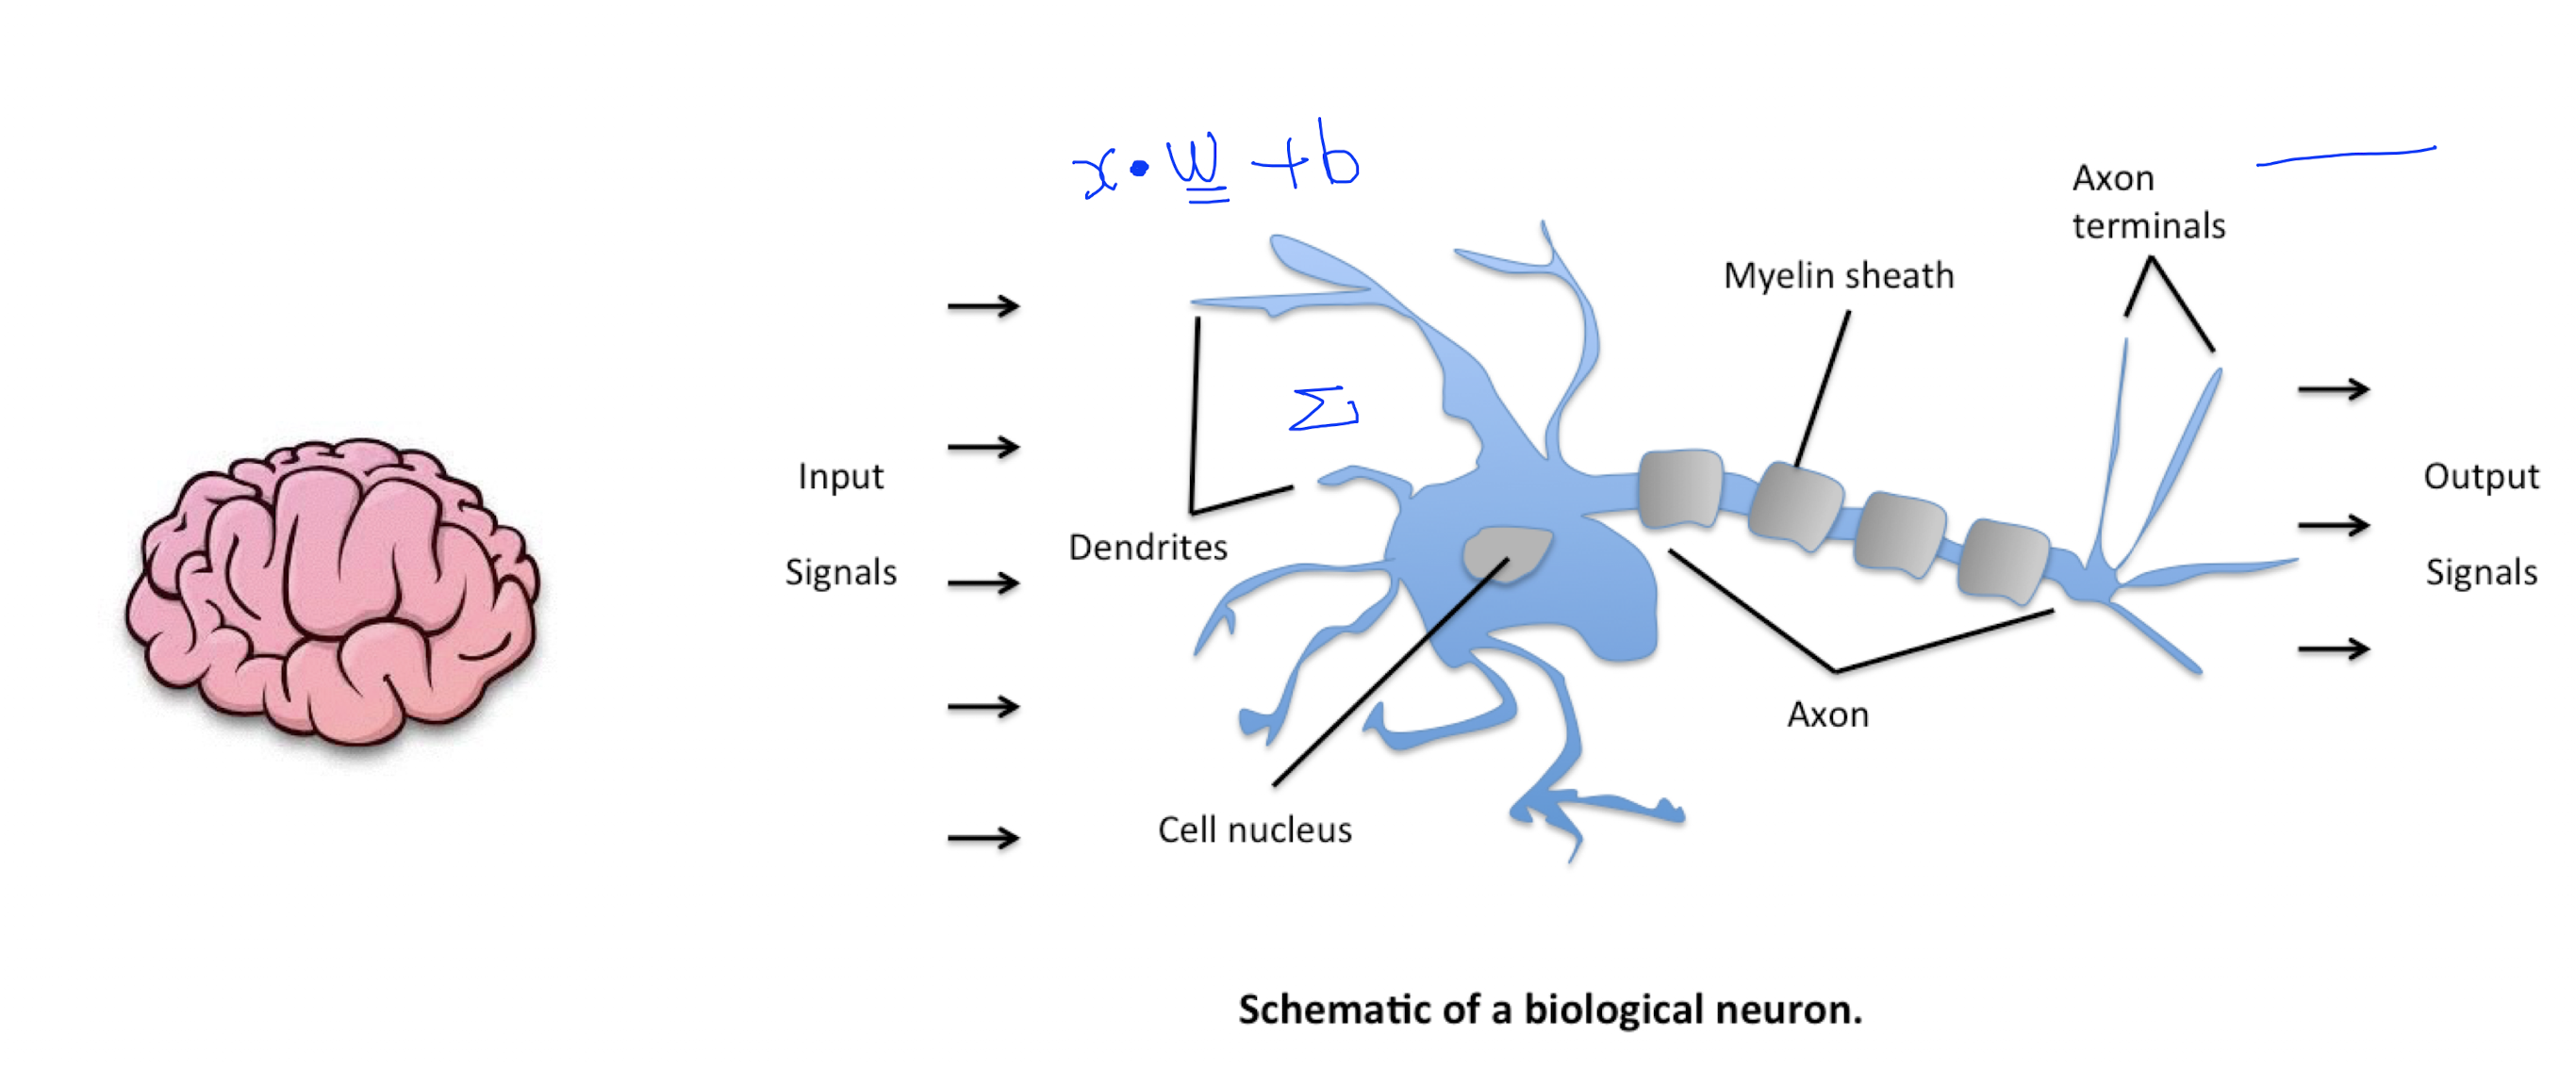 x • w + b
Axon
terminals
Myelin sheath
Σ
Input
Signals
Dendrites
Output
Signals
Axon
Cell nucleus
Schematic of a biological neuron.